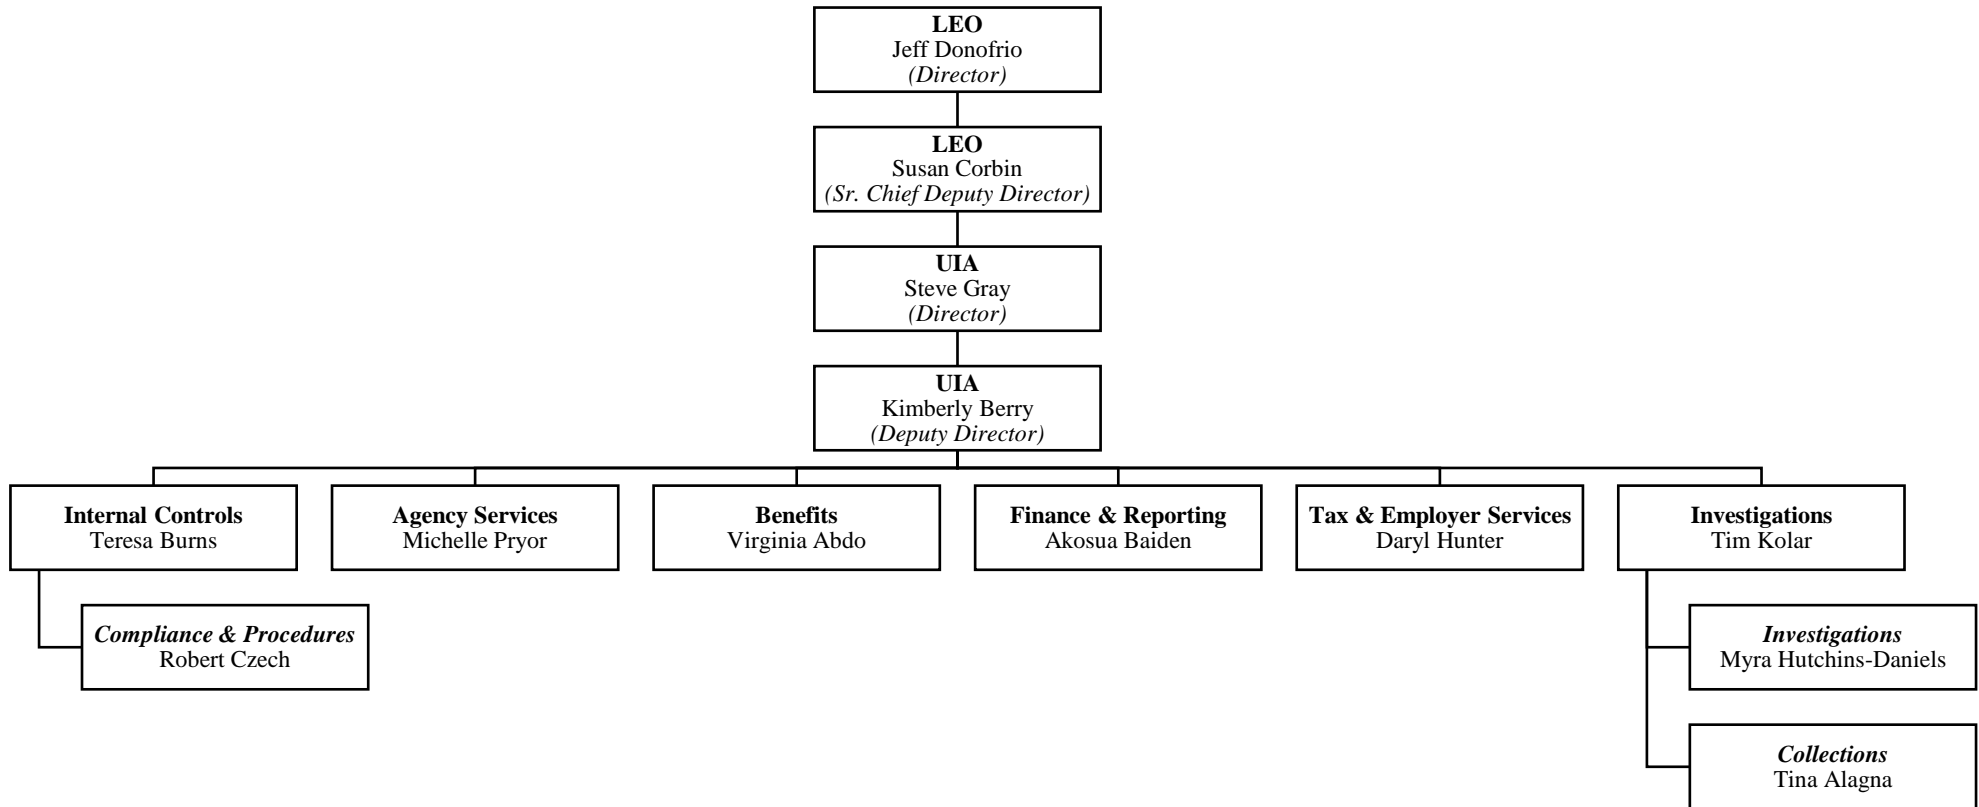 LEO
Jeff Donofrio
(Director)
LEO
Susan Corbin
(Sr. Chief Deputy Director)
UIA
Steve Gray
(Director)
UIA
Kimberly Berry
(Deputy Director)
Internal Controls
Teresa Burns
Agency Services
Michelle Pryor
Benefits
Virginia Abdo
Finance & Reporting
Akosua Baiden
Tax & Employer Services
Daryl Hunter
Investigations
Tim Kolar
Compliance & Procedures
Robert Czech
Investigations
Myra Hutchins-Daniels
Collections
Tina Alagna